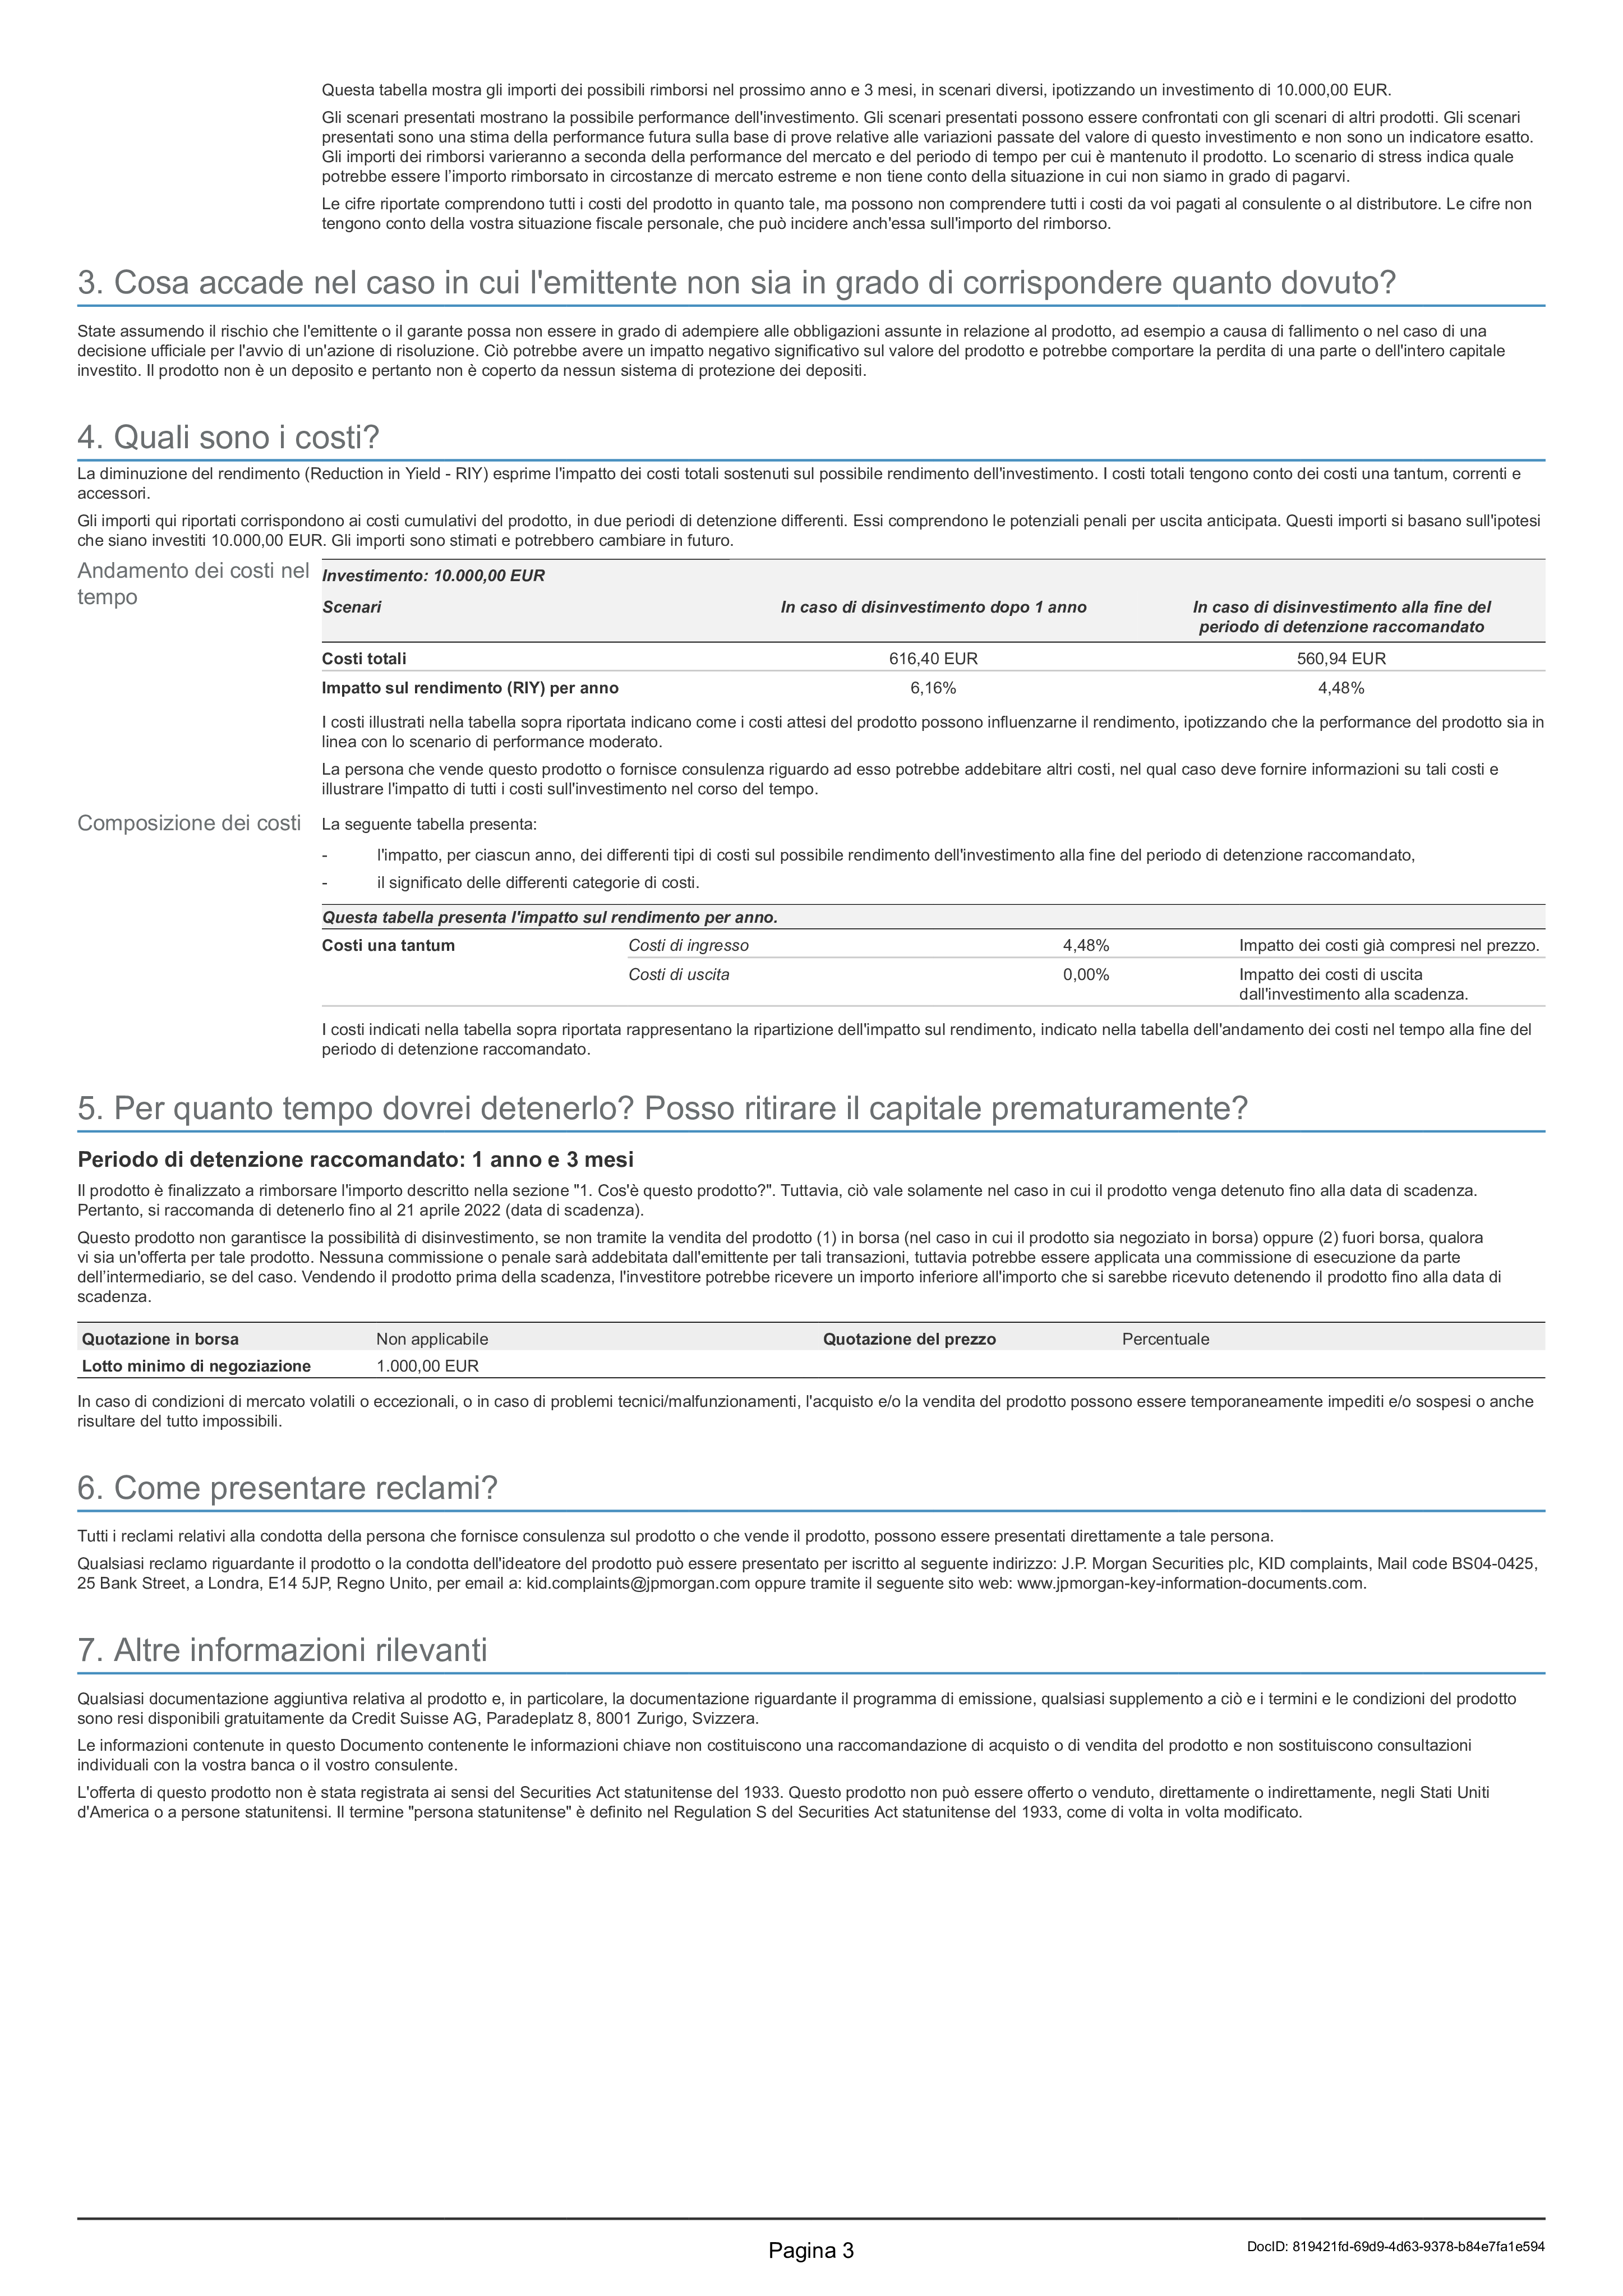 Questa tabella mostra gli importi dei possibili rimborsi nel prossimo anno e 3 mesi, in scenari diversi, ipotizzando un investimento di 10.000,00 EUR.
Gli scenari presentati mostrano la possibile performance dell'investimento. Gli scenari presentati possono essere confrontati con gli scenari di altri prodotti. Gli scenari
presentati sono una stima della performance futura sulla base di prove relative alle variazioni passate del valore di questo investimento e non sono un indicatore esatto.
Gli importi dei rimborsi varieranno a seconda della performance del mercato e del periodo di tempo per cui è mantenuto il prodotto. Lo scenario di stress indica quale
potrebbe essere l’importo rimborsato in circostanze di mercato estreme e non tiene conto della situazione in cui non siamo in grado di pagarvi.
Le cifre riportate comprendono tutti i costi del prodotto in quanto tale, ma possono non comprendere tutti i costi da voi pagati al consulente o al distributore. Le cifre non
tengono conto della vostra situazione fiscale personale, che può incidere anch'essa sull'importo del rimborso.
3. Cosa accade nel caso in cui l'emittente non sia in grado di corrispondere quanto dovuto?
State assumendo il rischio che l'emittente o il garante possa non essere in grado di adempiere alle obbligazioni assunte in relazione al prodotto, ad esempio a causa di fallimento o nel caso di una
decisione ufficiale per l'avvio di un'azione di risoluzione. Ciò potrebbe avere un impatto negativo significativo sul valore del prodotto e potrebbe comportare la perdita di una parte o dell'intero capitale
investito. Il prodotto non è un deposito e pertanto non è coperto da nessun sistema di protezione dei depositi.
4. Quali sono i costi?
La diminuzione del rendimento (Reduction in Yield - RIY) esprime l'impatto dei costi totali sostenuti sul possibile rendimento dell'investimento. I costi totali tengono conto dei costi una tantum, correnti e
accessori.
Gli importi qui riportati corrispondono ai costi cumulativi del prodotto, in due periodi di detenzione differenti. Essi comprendono le potenziali penali per uscita anticipata. Questi importi si basano sull'ipotesi
che siano investiti 10.000,00 EUR. Gli importi sono stimati e potrebbero cambiare in futuro.
Andamento dei costi nel
tempo
Investimento: 10.000,00 EUR
Scenari In caso di disinvestimento dopo 1 anno In caso di disinvestimento alla fine del
periodo di detenzione raccomandato
Costi totali 616,40 EUR 560,94 EUR
Impatto sul rendimento (RIY) per anno 6,16% 4,48%
I costi illustrati nella tabella sopra riportata indicano come i costi attesi del prodotto possono influenzarne il rendimento, ipotizzando che la performance del prodotto sia in
linea con lo scenario di performance moderato.
La persona che vende questo prodotto o fornisce consulenza riguardo ad esso potrebbe addebitare altri costi, nel qual caso deve fornire informazioni su tali costi e
illustrare l'impatto di tutti i costi sull'investimento nel corso del tempo.
Composizione dei costi La seguente tabella presenta:
- l'impatto, per ciascun anno, dei differenti tipi di costi sul possibile rendimento dell'investimento alla fine del periodo di detenzione raccomandato,
- il significato delle differenti categorie di costi.
Questa tabella presenta l'impatto sul rendimento per anno.
Costi una tantum Costi di ingresso 4,48% Impatto dei costi già compresi nel prezzo.
Costi di uscita 0,00% Impatto dei costi di uscita
dall'investimento alla scadenza.
I costi indicati nella tabella sopra riportata rappresentano la ripartizione dell'impatto sul rendimento, indicato nella tabella dell'andamento dei costi nel tempo alla fine del
periodo di detenzione raccomandato.
5. Per quanto tempo dovrei detenerlo? Posso ritirare il capitale prematuramente?
Periodo di detenzione raccomandato: 1 anno e 3 mesi
Il prodotto è finalizzato a rimborsare l'importo descritto nella sezione "1. Cos'è questo prodotto?". Tuttavia, ciò vale solamente nel caso in cui il prodotto venga detenuto fino alla data di scadenza.
Pertanto, si raccomanda di detenerlo fino al 21 aprile 2022 (data di scadenza).
Questo prodotto non garantisce la possibilità di disinvestimento, se non tramite la vendita del prodotto (1) in borsa (nel caso in cui il prodotto sia negoziato in borsa) oppure (2) fuori borsa, qualora
vi sia un'offerta per tale prodotto. Nessuna commissione o penale sarà addebitata dall'emittente per tali transazioni, tuttavia potrebbe essere applicata una commissione di esecuzione da parte
dell’intermediario, se del caso. Vendendo il prodotto prima della scadenza, l'investitore potrebbe ricevere un importo inferiore all'importo che si sarebbe ricevuto detenendo il prodotto fino alla data di
scadenza.
Quotazione in borsa Non applicabile Quotazione del prezzo Percentuale
Lotto minimo di negoziazione 1.000,00 EUR
In caso di condizioni di mercato volatili o eccezionali, o in caso di problemi tecnici/malfunzionamenti, l'acquisto e/o la vendita del prodotto possono essere temporaneamente impediti e/o sospesi o anche
risultare del tutto impossibili.
6. Come presentare reclami?
Tutti i reclami relativi alla condotta della persona che fornisce consulenza sul prodotto o che vende il prodotto, possono essere presentati direttamente a tale persona.
Qualsiasi reclamo riguardante il prodotto o la condotta dell'ideatore del prodotto può essere presentato per iscritto al seguente indirizzo: J.P. Morgan Securities plc, KID complaints, Mail code BS04-0425,
25 Bank Street, a Londra, E14 5JP, Regno Unito, per email a: kid.complaints@jpmorgan.com oppure tramite il seguente sito web: www.jpmorgan-key-information-documents.com.
7. Altre informazioni rilevanti
Qualsiasi documentazione aggiuntiva relativa al prodotto e, in particolare, la documentazione riguardante il programma di emissione, qualsiasi supplemento a ciò e i termini e le condizioni del prodotto
sono resi disponibili gratuitamente da Credit Suisse AG, Paradeplatz 8, 8001 Zurigo, Svizzera.
Le informazioni contenute in questo Documento contenente le informazioni chiave non costituiscono una raccomandazione di acquisto o di vendita del prodotto e non sostituiscono consultazioni
individuali con la vostra banca o il vostro consulente.
L'offerta di questo prodotto non è stata registrata ai sensi del Securities Act statunitense del 1933. Questo prodotto non può essere offerto o venduto, direttamente o indirettamente, negli Stati Uniti
d'America o a persone statunitensi. Il termine "persona statunitense" è definito nel Regulation S del Securities Act statunitense del 1933, come di volta in volta modificato.
Pagina 3
DocID: 819421fd-69d9-4d63-9378-b84e7fa1e594